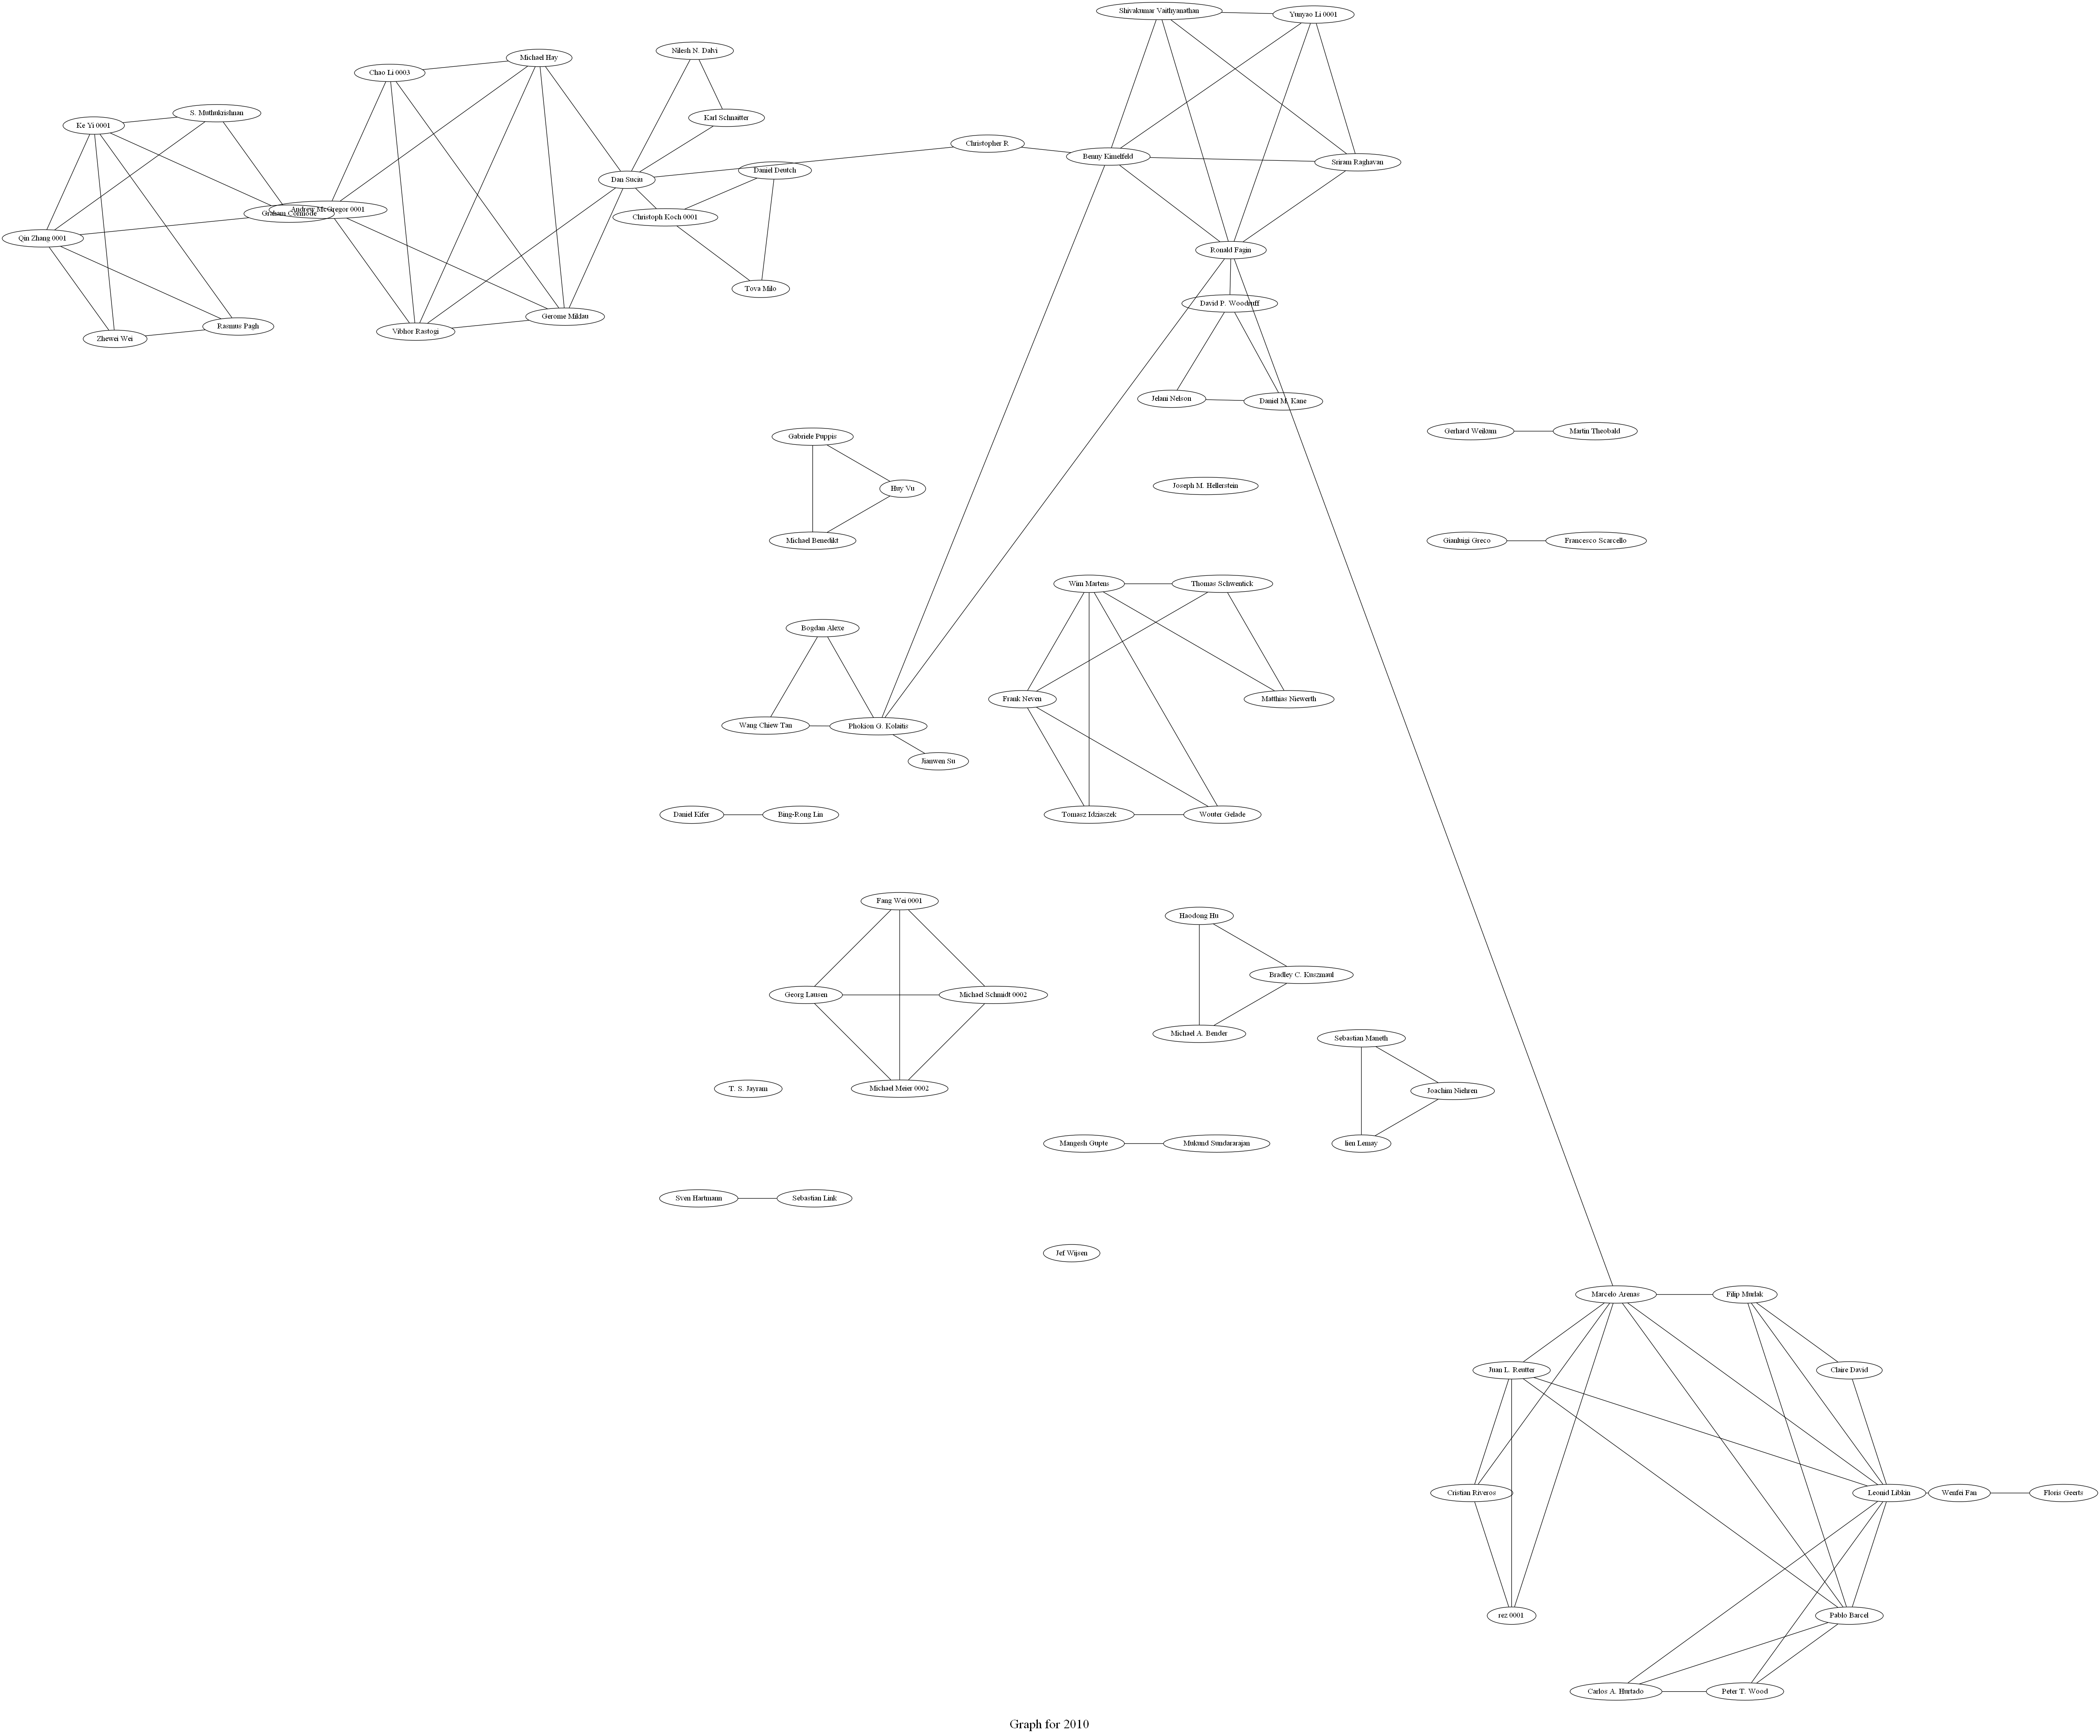 Shivakumar Vaithyanathan
Yunyao Li 0001
Nilesh N. Dalvi
Michael Hay
Chao Li 0003
S. Muthukrishnan
Karl Schnaitter
Ke Yi 0001
Christopher R
Benny Kimelfeld
Sriram Raghavan
Daniel Deutch
Dan Suciu
Andrew McGregor 0001
Graham Cormode
Christoph Koch 0001
Qin Zhang 0001
Ronald Fagin
Tova Milo
David P. Woodruff
Gerome Miklau
Rasmus Pagh
Vibhor Rastogi
Zhewei Wei
Jelani Nelson
Daniel M. Kane
Gerhard Weikum
Martin Theobald
Gabriele Puppis
Joseph M. Hellerstein
Huy Vu
Michael Benedikt
Gianluigi Greco
Francesco Scarcello
Wim Martens
Thomas Schwentick
Bogdan Alexe
Frank Neven
Matthias Niewerth
Wang Chiew Tan
Phokion G. Kolaitis
Jianwen Su
Daniel Kifer
Bing-Rong Lin
Tomasz Idziaszek
Wouter Gelade
Fang Wei 0001
Haodong Hu
Bradley C. Kuszmaul
Georg Lausen
Michael Schmidt 0002
Michael A. Bender
Sebastian Maneth
T. S. Jayram
Michael Meier 0002
Joachim Niehren
Mangesh Gupte
Mukund Sundararajan
lien Lemay
Sven Hartmann
Sebastian Link
Jef Wijsen
Marcelo Arenas
Filip Murlak
Juan L. Reutter
Claire David
Cristian Riveros
Leonid Libkin
Wenfei Fan
Floris Geerts
rez 0001
Pablo Barcel
Carlos A. Hurtado
Peter T. Wood
Graph for 2010